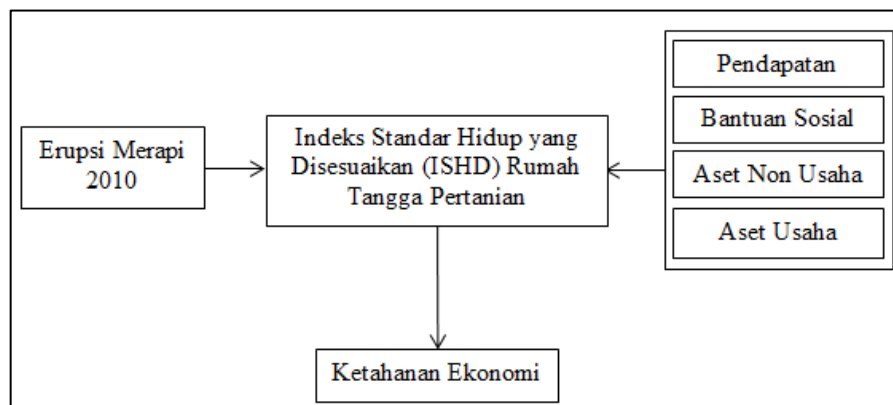 Erupsi Merapi
2010
Indeks Standar Hidup yang
Disesuaikan (ISHD) Rumah
Tangga Pertanian
Pendapatan
Bantuan Sosial
Aset Non Usaha
Aset Usaha
Ketahanan Ekonomi